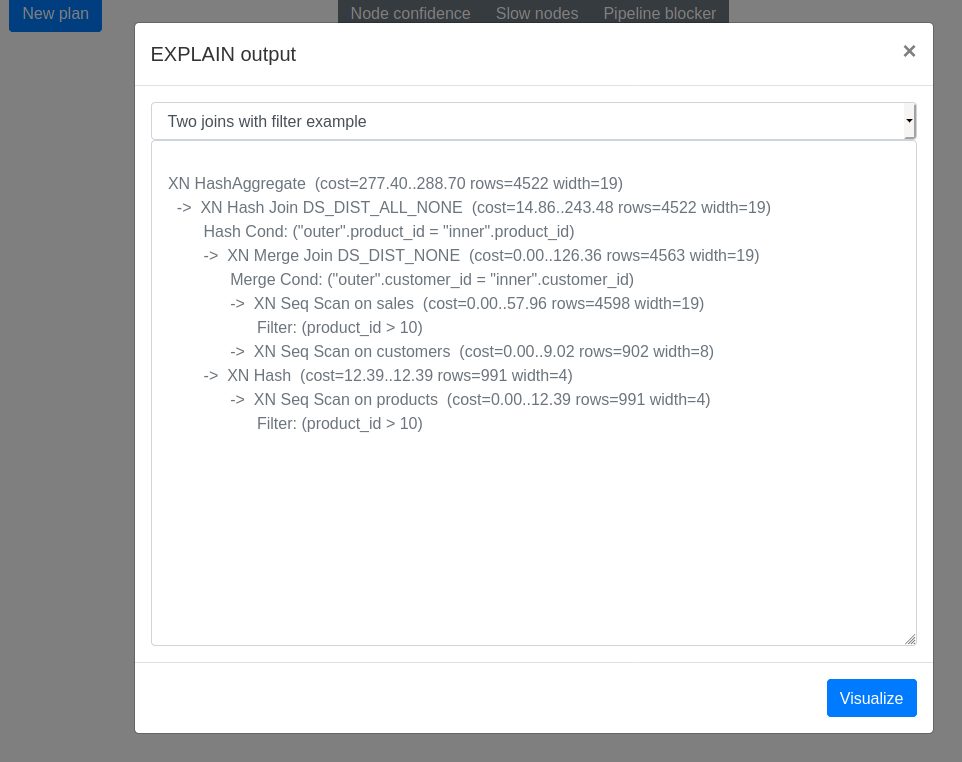 New plan
Node confidence Slow nodes Pipeline blocker
EXPLAIN output
×
Two joins with filter example
XN HashAggregate  (cost=277.40..288.70 rows=4522 width=19)
  ->  XN Hash Join DS_DIST_ALL_NONE  (cost=14.86..243.48 rows=4522 width=19)
        Hash Cond: ("outer".product_id = "inner".product_id)
        ->  XN Merge Join DS_DIST_NONE  (cost=0.00..126.36 rows=4563 width=19)
              Merge Cond: ("outer".customer_id = "inner".customer_id)
              ->  XN Seq Scan on sales  (cost=0.00..57.96 rows=4598 width=19)
                    Filter: (product_id > 10)
              ->  XN Seq Scan on customers  (cost=0.00..9.02 rows=902 width=8)
        ->  XN Hash  (cost=12.39..12.39 rows=991 width=4)
              ->  XN Seq Scan on products  (cost=0.00..12.39 rows=991 width=4)
                    Filter: (product_id > 10)
Visualize